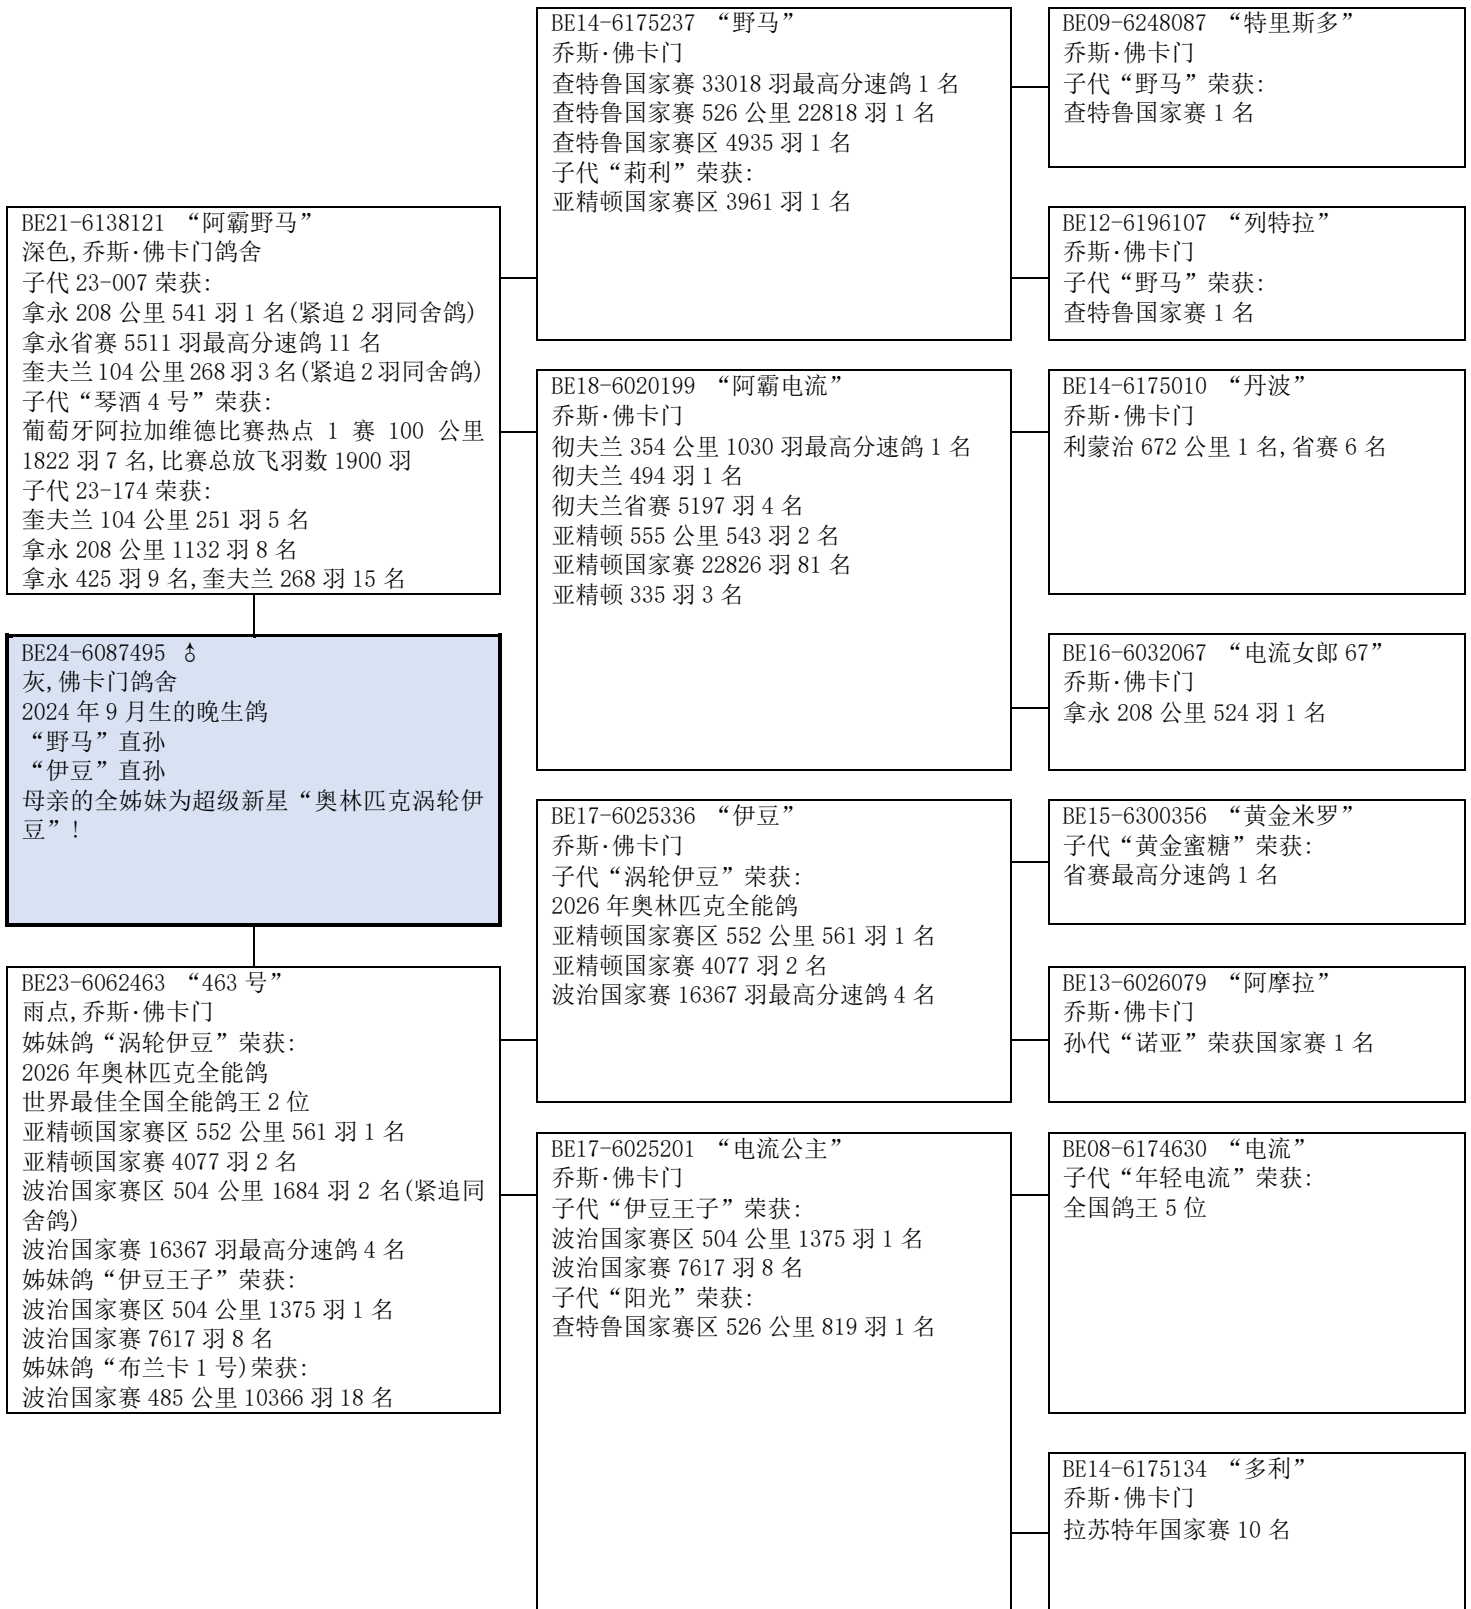 BE14-6175237 “野马”
乔斯·佛卡门
查特鲁国家赛 33018 羽最高分速鸽 1 名
查特鲁国家赛 526 公里 22818 羽 1 名
查特鲁国家赛区 4935 羽 1 名
子代“莉利”荣获:
亚精顿国家赛区 3961 羽 1 名
BE09-6248087 “特里斯多”
乔斯·佛卡门
子代“野马”荣获:
查特鲁国家赛 1 名
BE21-6138121 “阿霸野马”
深色,乔斯·佛卡门鸽舍
子代 23-007 荣获:
拿永 208 公里 541 羽 1 名(紧追 2 羽同舍鸽)
拿永省赛 5511 羽最高分速鸽 11 名
奎夫兰 104 公里 268 羽 3 名(紧追 2 羽同舍鸽)
子代“琴酒 4 号”荣获:
葡萄牙阿拉加维德比赛热点 1 赛 100 公里
1822 羽 7 名,比赛总放飞羽数 1900 羽
子代 23-174 荣获:
奎夫兰 104 公里 251 羽 5 名
拿永 208 公里 1132 羽 8 名
拿永 425 羽 9 名,奎夫兰 268 羽 15 名
BE12-6196107 “列特拉”
乔斯·佛卡门
子代“野马”荣获:
查特鲁国家赛 1 名
BE18-6020199 “阿霸电流”
乔斯·佛卡门
彻夫兰 354 公里 1030 羽最高分速鸽 1 名
彻夫兰 494 羽 1 名
彻夫兰省赛 5197 羽 4 名
亚精顿 555 公里 543 羽 2 名
亚精顿国家赛 22826 羽 81 名
亚精顿 335 羽 3 名
BE14-6175010 “丹波”
乔斯·佛卡门
利蒙治 672 公里 1 名,省赛 6 名
BE24-6087495 ♂
灰,佛卡门鸽舍
2024 年 9 月生的晚生鸽
“野马”直孙
“伊豆”直孙
母亲的全姊妹为超级新星“奥林匹克涡轮伊
豆”!
BE16-6032067 “电流女郎 67”
乔斯·佛卡门
拿永 208 公里 524 羽 1 名
BE17-6025336 “伊豆”
乔斯·佛卡门
子代“涡轮伊豆”荣获:
2026 年奥林匹克全能鸽
亚精顿国家赛区 552 公里 561 羽 1 名
亚精顿国家赛 4077 羽 2 名
波治国家赛 16367 羽最高分速鸽 4 名
BE15-6300356 “黄金米罗”
子代“黄金蜜糖”荣获:
省赛最高分速鸽 1 名
BE23-6062463 “463 号”
雨点,乔斯·佛卡门
姊妹鸽“涡轮伊豆”荣获:
2026 年奥林匹克全能鸽
世界最佳全国全能鸽王 2 位
亚精顿国家赛区 552 公里 561 羽 1 名
亚精顿国家赛 4077 羽 2 名
波治国家赛区 504 公里 1684 羽 2 名(紧追同
舍鸽)
波治国家赛 16367 羽最高分速鸽 4 名
姊妹鸽“伊豆王子”荣获:
波治国家赛区 504 公里 1375 羽 1 名
波治国家赛 7617 羽 8 名
姊妹鸽“布兰卡 1 号)荣获:
波治国家赛 485 公里 10366 羽 18 名
BE13-6026079 “阿摩拉”
乔斯·佛卡门
孙代“诺亚”荣获国家赛 1 名
BE17-6025201 “电流公主”
乔斯·佛卡门
子代“伊豆王子”荣获:
波治国家赛区 504 公里 1375 羽 1 名
波治国家赛 7617 羽 8 名
子代“阳光”荣获:
查特鲁国家赛区 526 公里 819 羽 1 名
BE08-6174630 “电流”
子代“年轻电流”荣获:
全国鸽王 5 位
BE14-6175134 “多利”
乔斯·佛卡门
拉苏特年国家赛 10 名